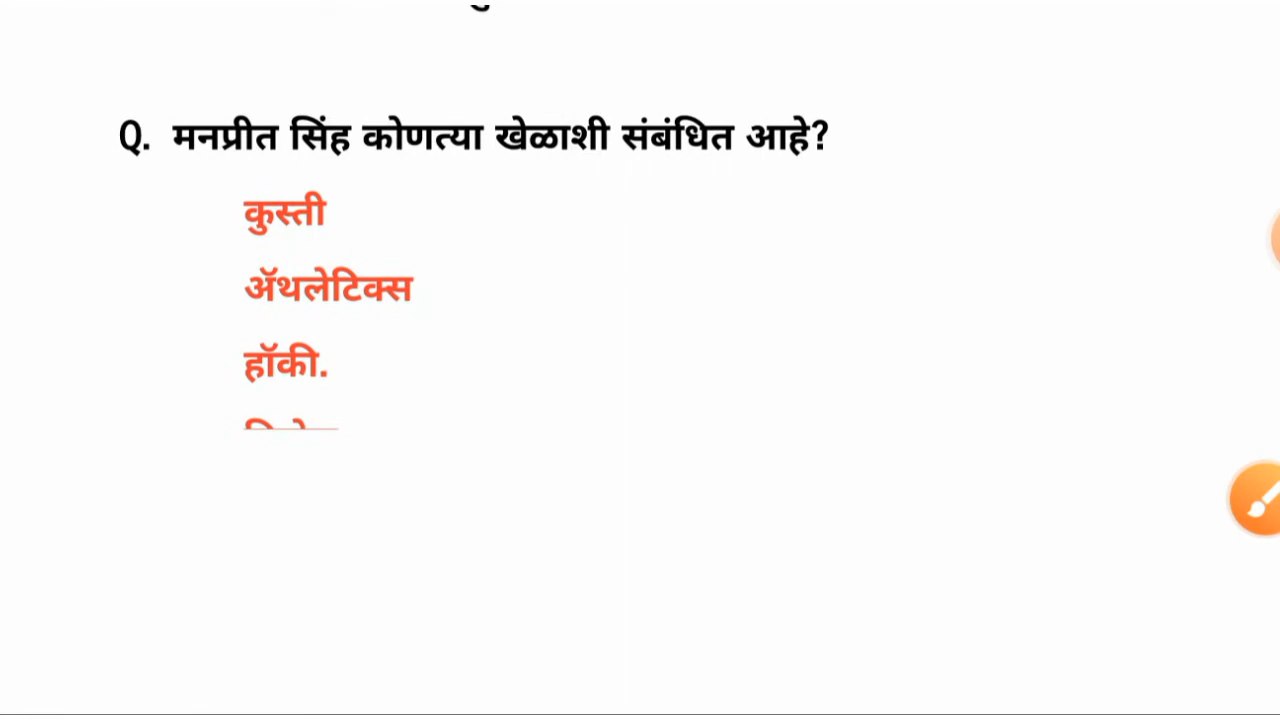 Q. मनप्रीत सिंह कोणत्या खेळाशी संबंधित आहे?
कुस्ती
ॲथलेटिक्स
हॉकी.